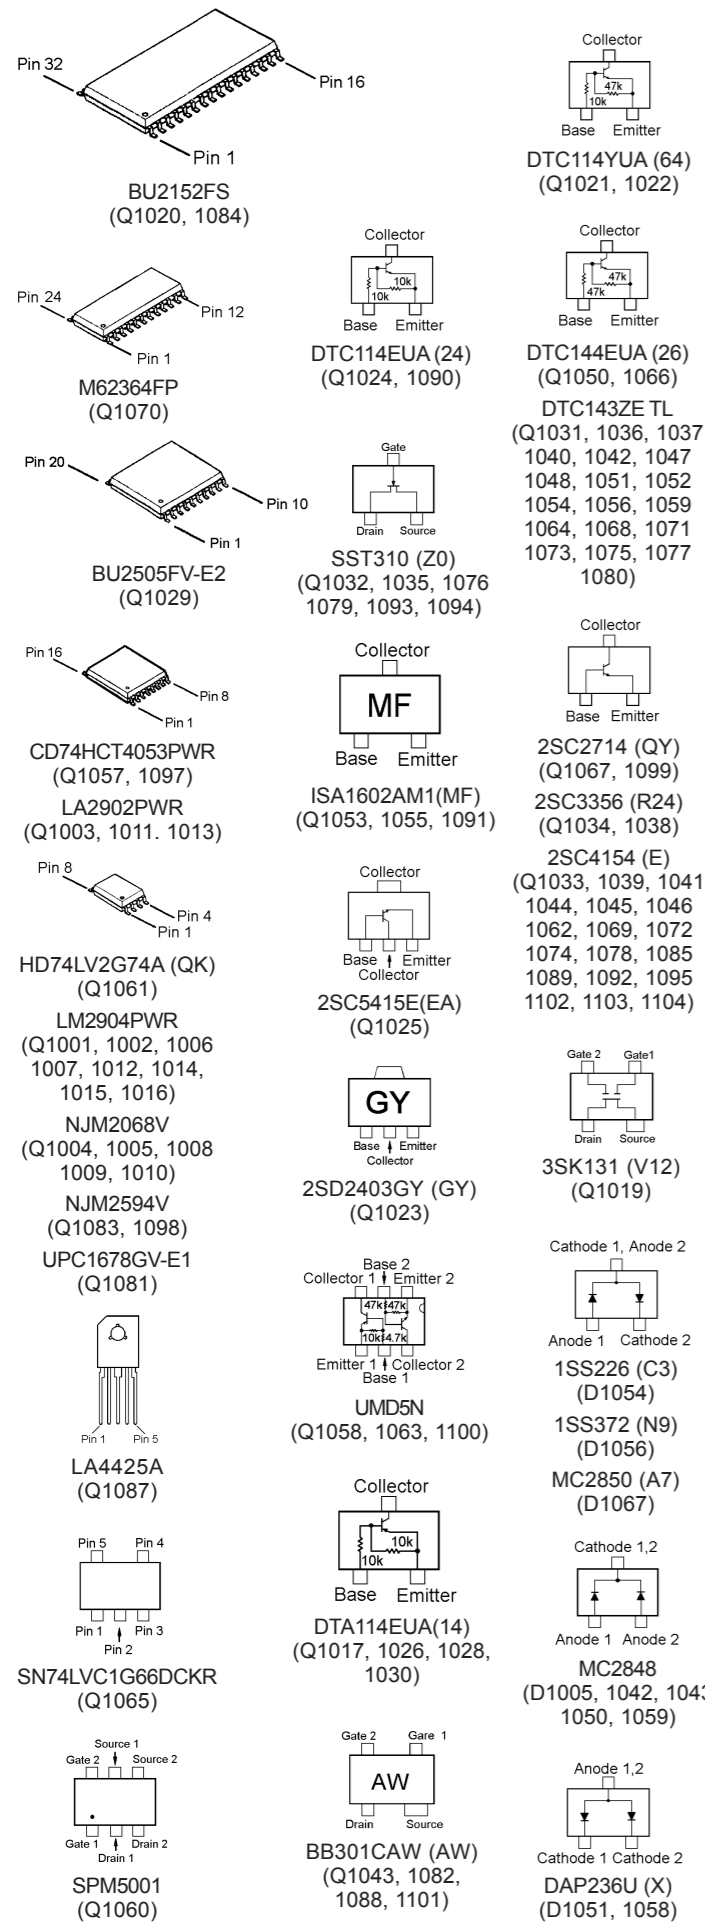 Pin 32
Pin 16
Pin 1
BU2152FS
(Q1020, 1084)
Pin 24
Pin 12
Pin 1
M62364FP
(Q1070)
Pin 20
Pin 10
Pin 1
BU2505FV-E2
(Q1029)
Pin 16
Pin 8
Pin 1
CD74HCT4053PWR
(Q1057, 1097)
LA2902PWR
(Q1003, 1011. 1013)
Pin 8
Pin 4
Pin 1
HD74LV2G74A (QK)
(Q1061)
LM2904PWR
(Q1001, 1002, 1006
1007, 1012, 1014,
1015, 1016)
NJM2068V
(Q1004, 1005, 1008
1009, 1010)
NJM2594V
(Q1083, 1098)
UPC1678GV-E1
(Q1081)
Pin 1 Pin 5
LA4425A
(Q1087)
Pin 5 Pin 4
Pin 1 Pin 3
Pin 2
SN74LVC1G66DCKR
(Q1065)
Source 1
Gate 2 Source 2
Gate 1 Drain 2
Drain 1
SPM5001
(Q1060)
Collector
10k
10k
Base Emitter
DTC114EUA (24)
(Q1024, 1090)
Gate
Drain Source
SST310 (Z0)
(Q1032, 1035, 1076
1079, 1093, 1094)
Collector
MF
Base Emitter
ISA1602AM1(MF)
(Q1053, 1055, 1091)
Collector
Base Emitter
Collector
2SC5415E(EA)
(Q1025)
GY
Base Emitter
Collector
2SD2403GY (GY)
(Q1023)
Base 2
Collector 1 Emitter 2
47k 47k
10k 4.7k
Emitter 1 Collector 2
Base 1
UMD5N
(Q1058, 1063, 1100)
Collector
10k
10k
Base Emitter
DTA114EUA(14)
(Q1017, 1026, 1028,
1030)
Gate 2 Gare 1
AW
Drain Source
BB301CAW (AW)
(Q1043, 1082,
1088, 1101)
Collector
47k
10k
Base Emitter
DTC114YUA (64)
(Q1021, 1022)
Collector
47k
47k
Base Emitter
DTC144EUA (26)
(Q1050, 1066)
DTC143ZE TL
(Q1031, 1036, 1037
1040, 1042, 1047
1048, 1051, 1052
1054, 1056, 1059
1064, 1068, 1071
1073, 1075, 1077
1080)
Collector
Base Emitter
2SC2714 (QY)
(Q1067, 1099)
2SC3356 (R24)
(Q1034, 1038)
2SC4154 (E)
(Q1033, 1039, 1041
1044, 1045, 1046
1062, 1069, 1072
1074, 1078, 1085
1089, 1092, 1095
1102, 1103, 1104)
Gate 2 Gate1
Drain Source
3SK131 (V12)
(Q1019)
Cathode 1, Anode 2
Anode 1 Cathode 2
1SS226 (C3)
(D1054)
1SS372 (N9)
(D1056)
MC2850 (A7)
(D1067)
Cathode 1,2
Anode 1 Anode 2
MC2848
(D1005, 1042, 1043
1050, 1059)
Anode 1,2
Cathode 1 Cathode 2
DAP236U (X)
(D1051, 1058)